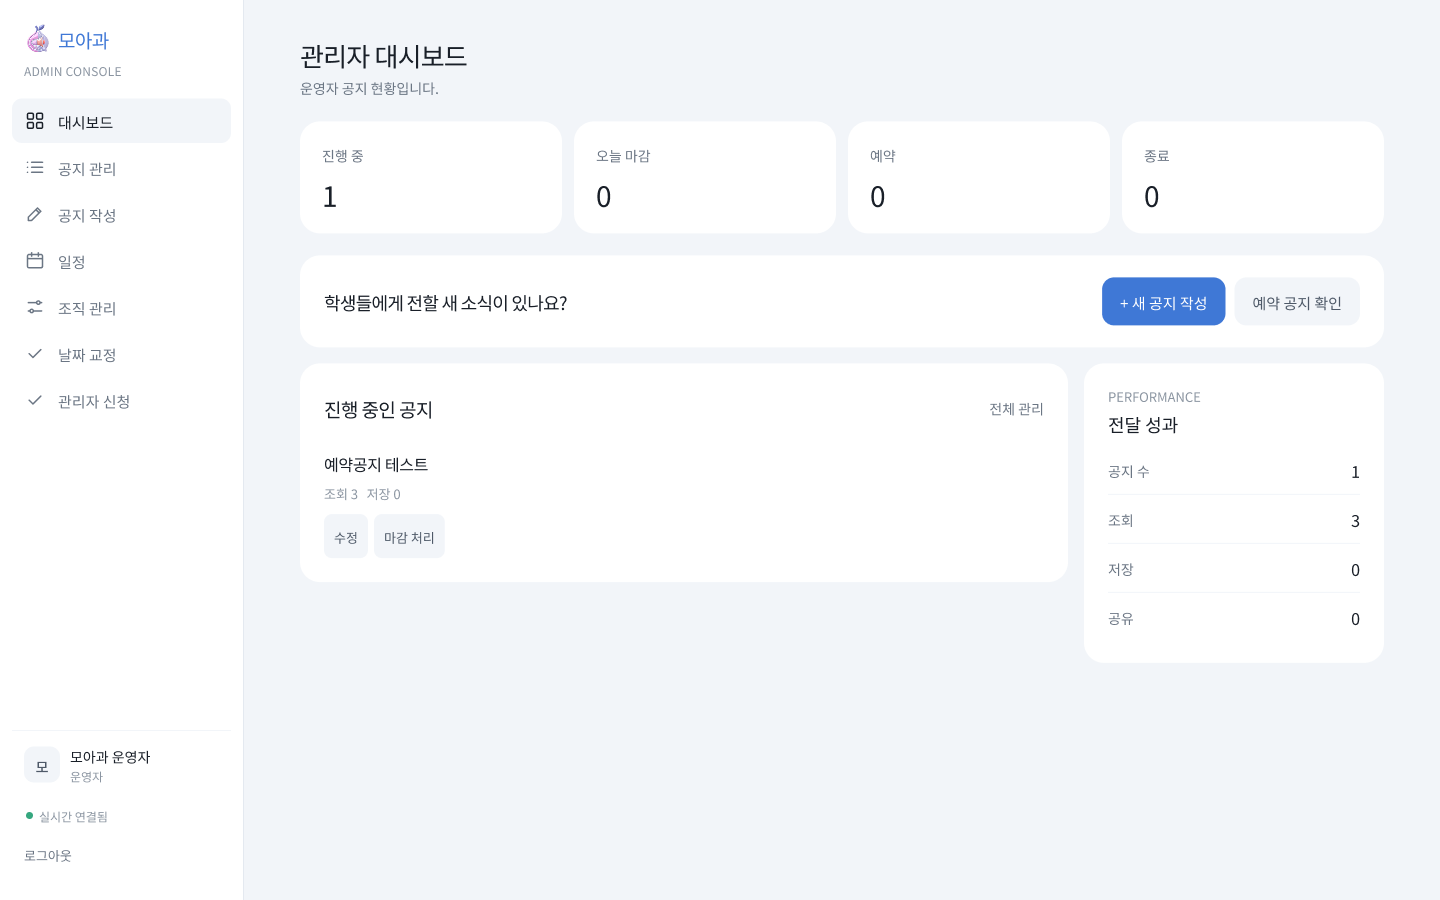 모아과
ADMIN CONSOLE
대시보드
공지 관리
공지 작성
일정
조직 관리
날짜 교정
관리자 신청
모
모아과 운영자
운영자
실시간 연결됨
로그아웃
관리자 대시보드
운영자 공지 현황입니다.
진행 중
1
오늘 마감
0
예약
0
종료
0
학생들에게 전할 새 소식이 있나요?
+ 새 공지 작성
예약 공지 확인
진행 중인 공지
전체 관리
예약공지 테스트
조회 3 저장 0
수정
마감 처리
PERFORMANCE
전달 성과
공지 수 1
조회 3
저장 0
공유 0